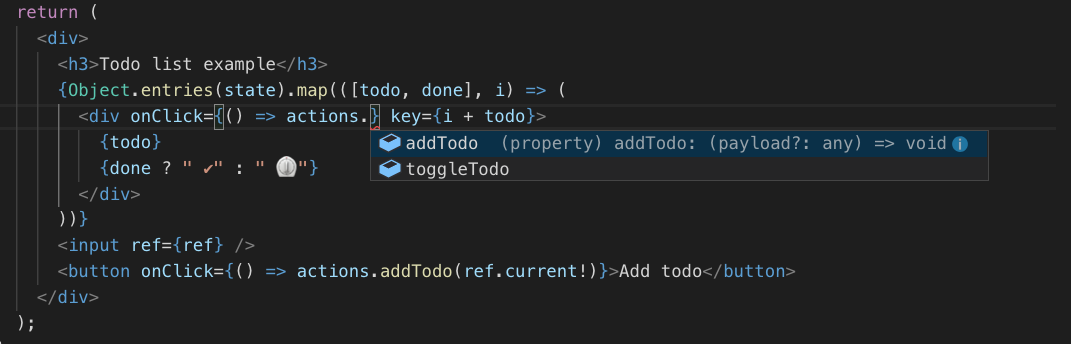 return (
<div>
<h3>Todo list example</h3>
{Object.entries(state).map(([todo, done], i) => (
<div onClick={() => actions.} key={i + todo}>
{todo}
addTodo (property) addTodo: (payload?: any) => void
{done ? " ✔" : " ⏲"}
toggleTodo
</div>
))}
<input ref={ref} />
<button onClick={() => actions.addTodo(ref.current!)}>Add todo</button>
</div>
);